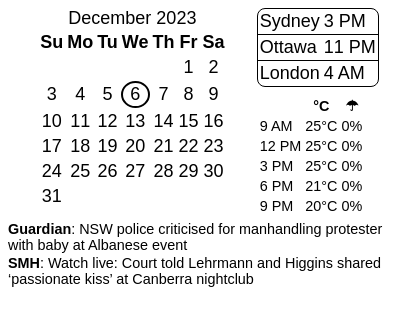 December 2023
Su Mo Tu We Th Fr Sa
1 2
3 4 5 6 7 8 9
10 11 12 13 14 15 16
17 18 19 20 21 22 23
24 25 26 27 28 29 30
31
Sydney 3 PM
Ottawa 11 PM
London 4 AM
°C ☂
9 AM 25°C 0%
12 PM 25°C 0%
3 PM 25°C 0%
6 PM 21°C 0%
9 PM 20°C 0%
Guardian: NSW police criticised for manhandling protester
with baby at Albanese event
SMH: Watch live: Court told Lehrmann and Higgins shared
‘passionate kiss’ at Canberra nightclub